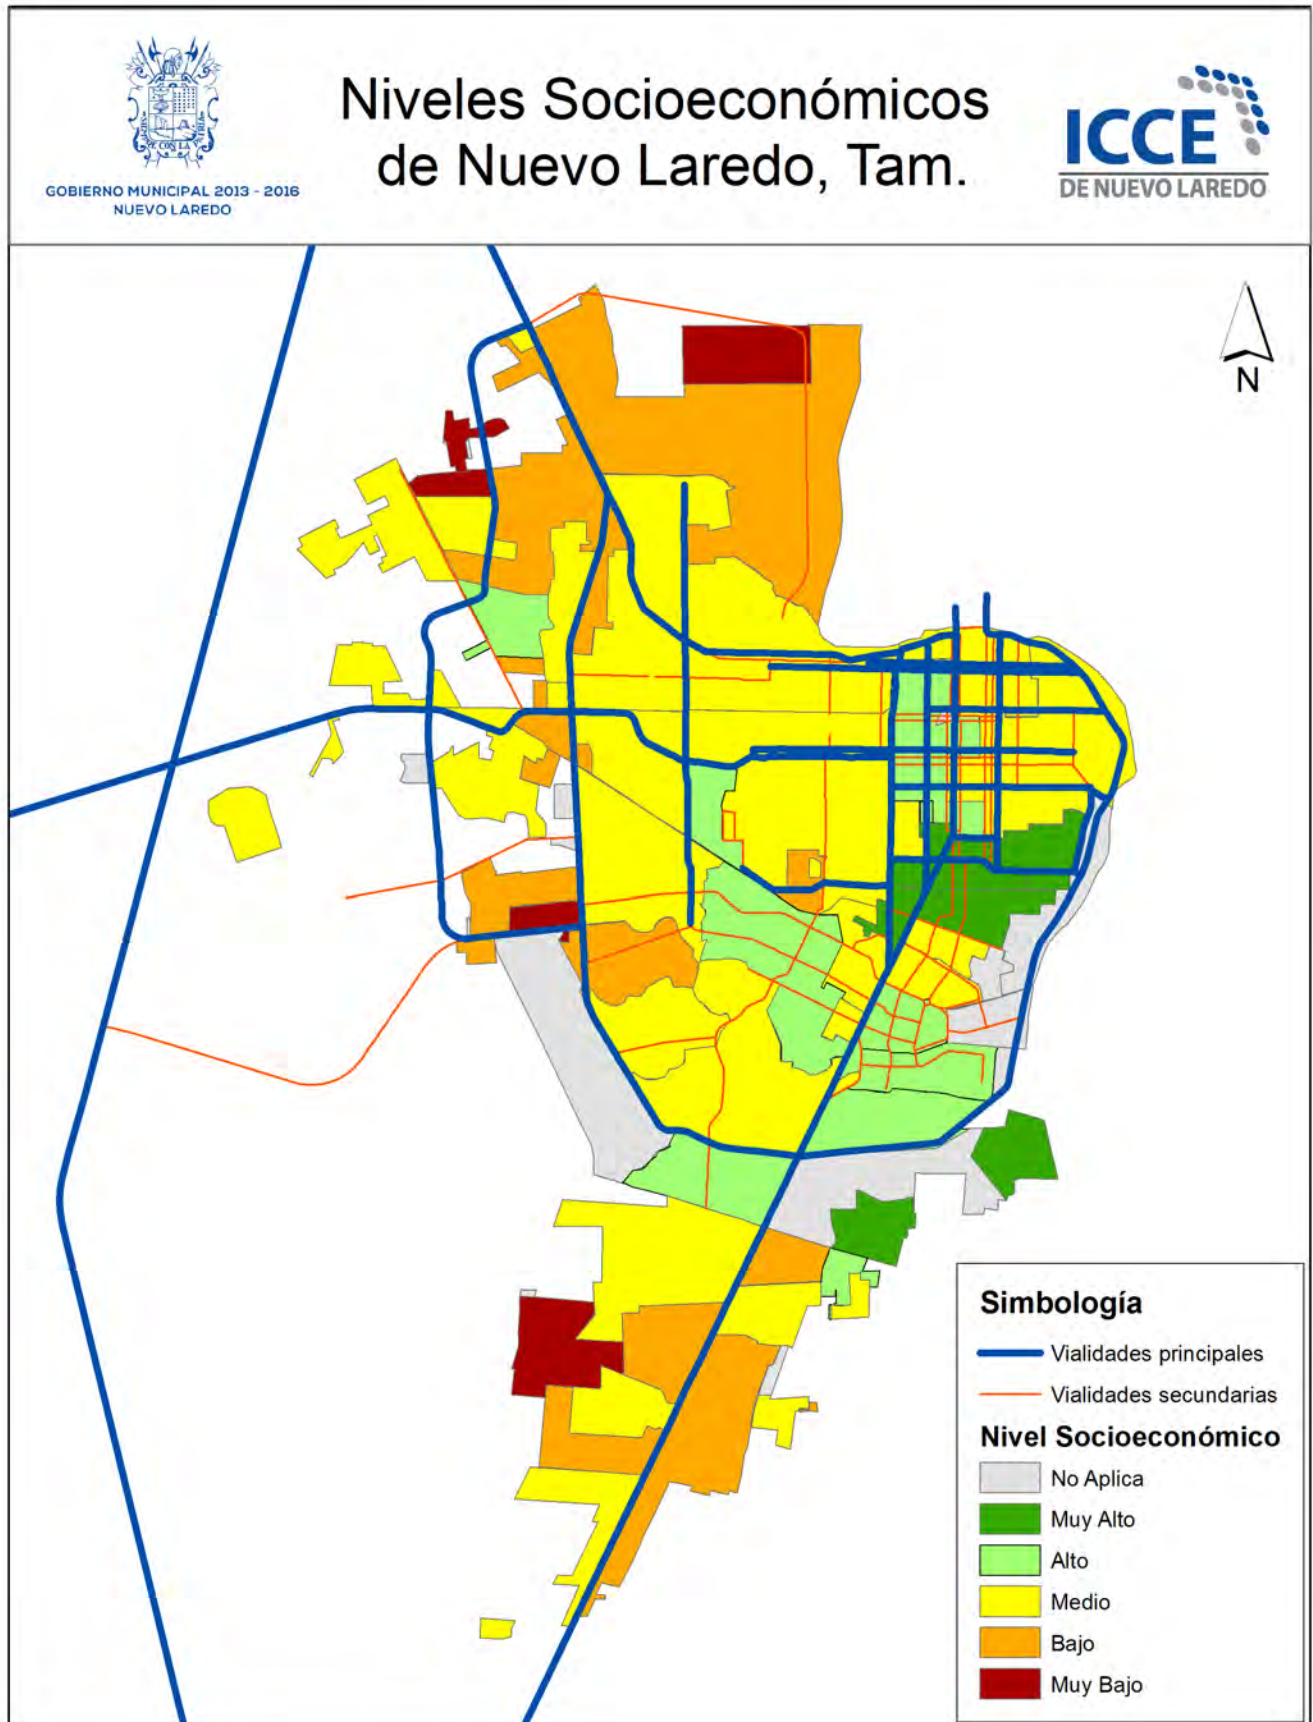 GOBIERNO MUNICIPAL 2013 - 2016
NUEVO LAREDO
Niveles Socioeconómicos
de Nuevo Laredo, Tam.
ICCE
DE NUEVO LAREDO
N
Simbología
Vialidades principales
Vialidades secundarias
Nivel Socioeconómico
No Aplica
Muy Alto
Alto
Medio
Bajo
Muy Bajo